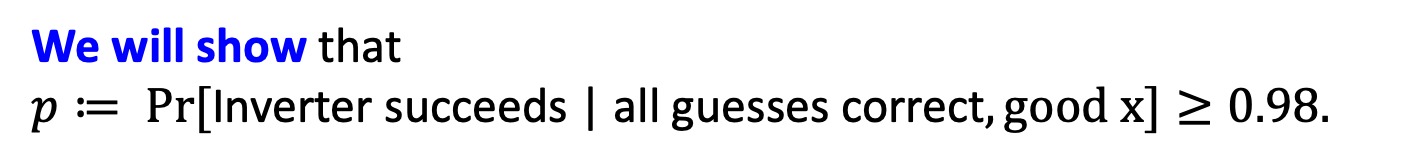 We will show that
p ≔ Pr[Inverter succeeds | all guesses correct, good x] ≥ 0.98.